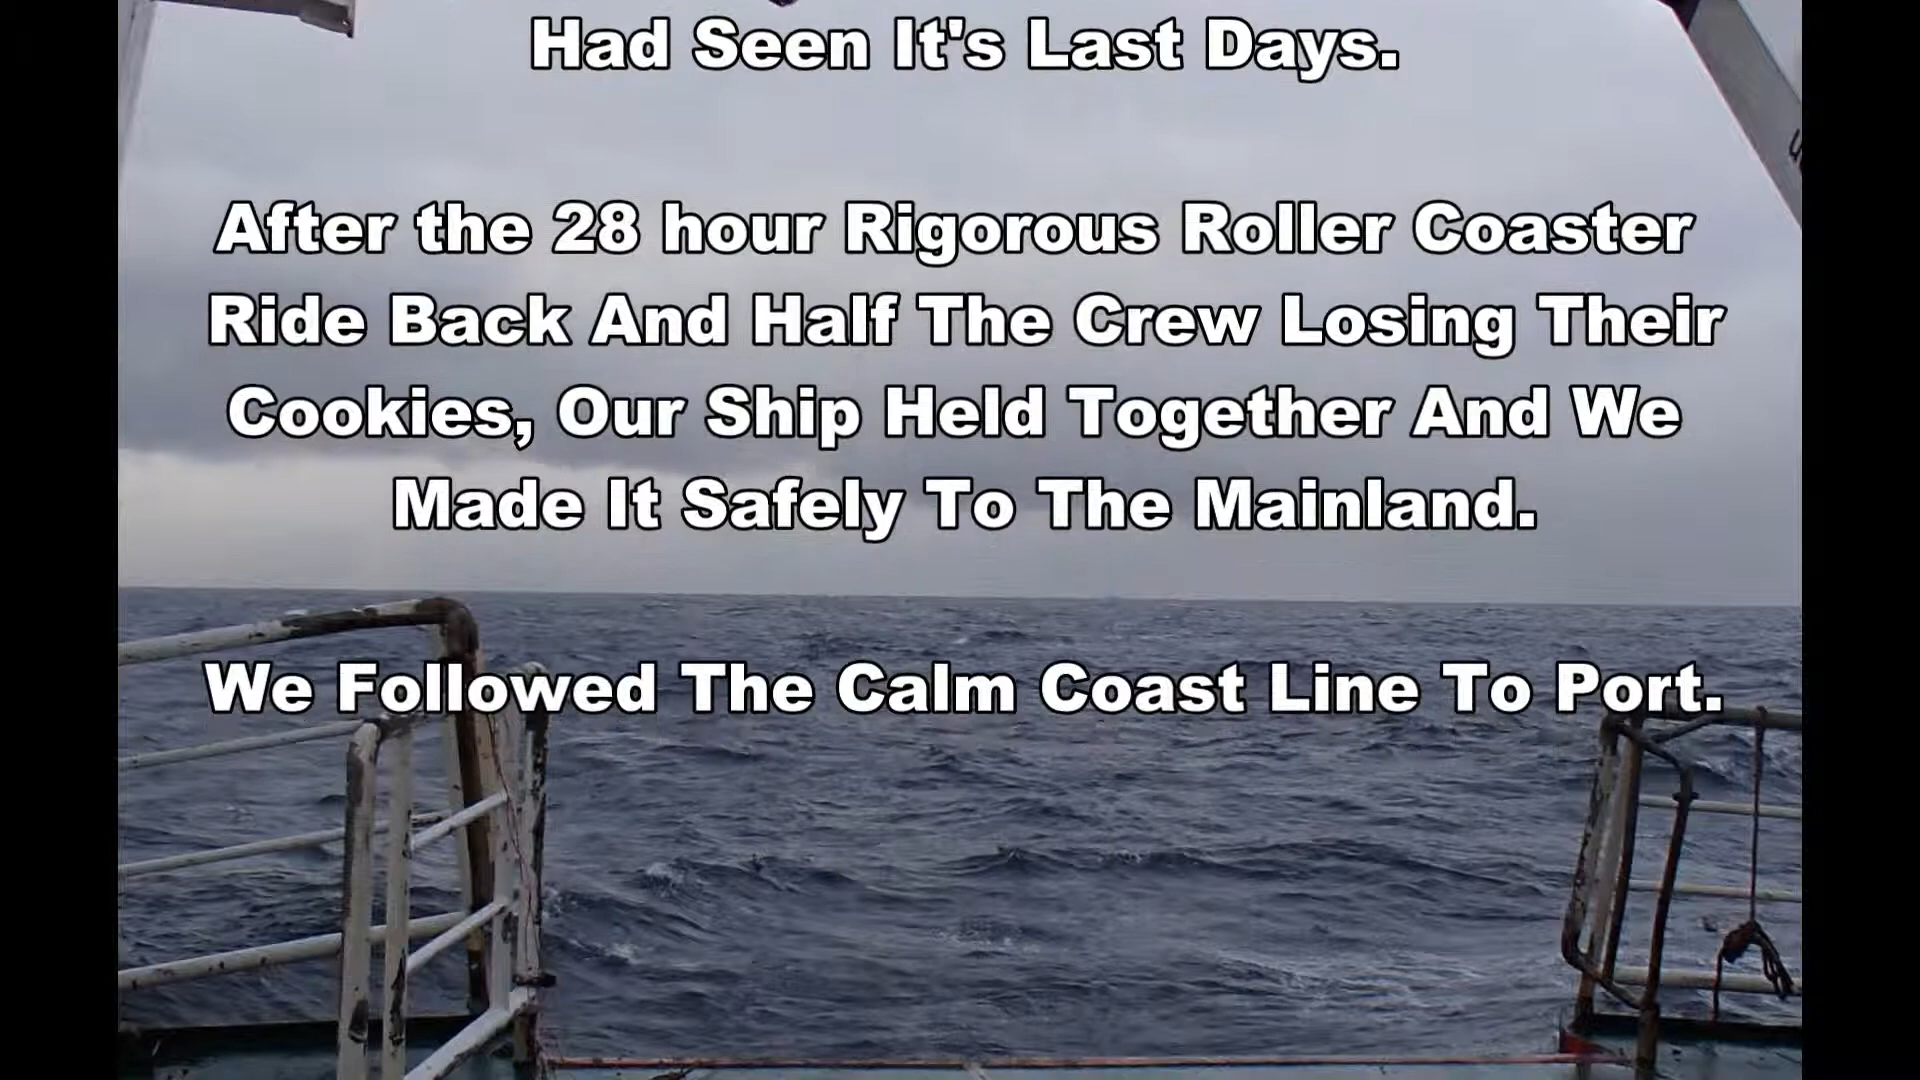 Had Seen It's Last Days.
After the 28 hour Rigorous Roller Coaster
Ride Back And Half The Crew Losing Their
Cookies, Our Ship Held Together And We
Made It Safely To The Mainland.
We Followed The Calm Coast Line To Port.